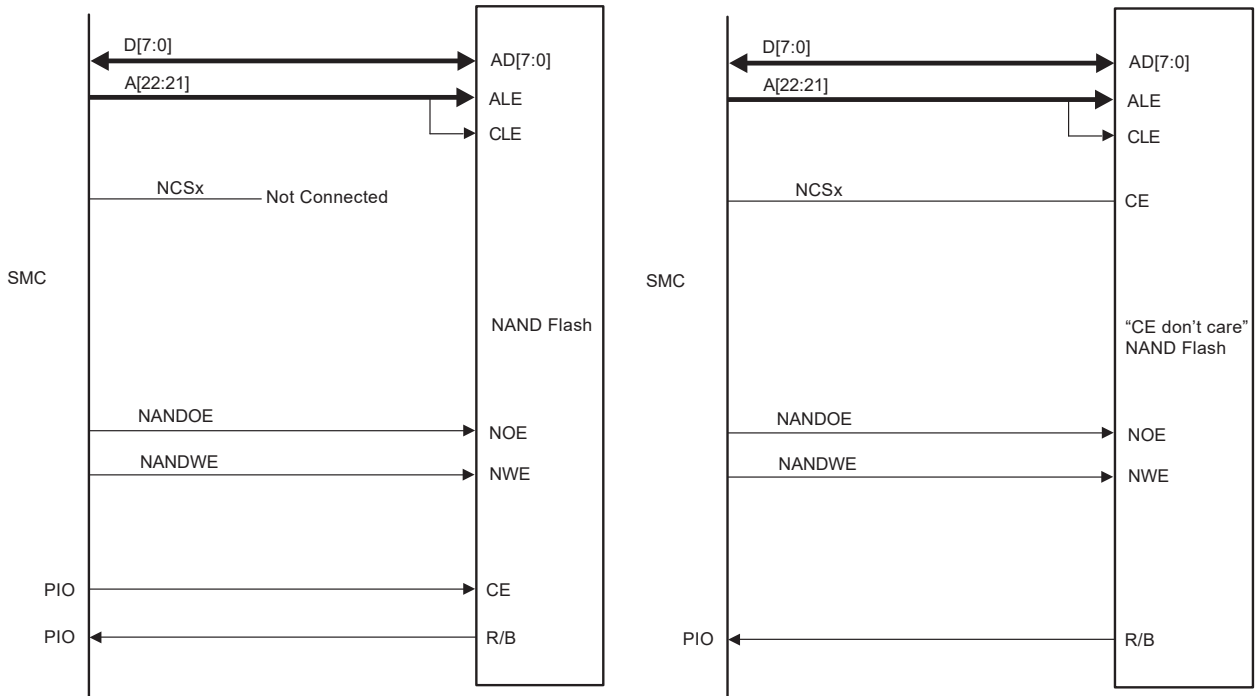 D[7:0]
AD[7:0]
A[22:21]
ALE
CLE
NCSx
Not Connected
SMC
NAND Flash
NANDOE
NOE
NANDWE
NWE
PIO
CE
PIO
R/B
D[7:0]
AD[7:0]
A[22:21]
ALE
CLE
NCSx
CE
SMC
“CE don’t care”
NAND Flash
NANDOE
NOE
NANDWE
NWE
PIO
R/B